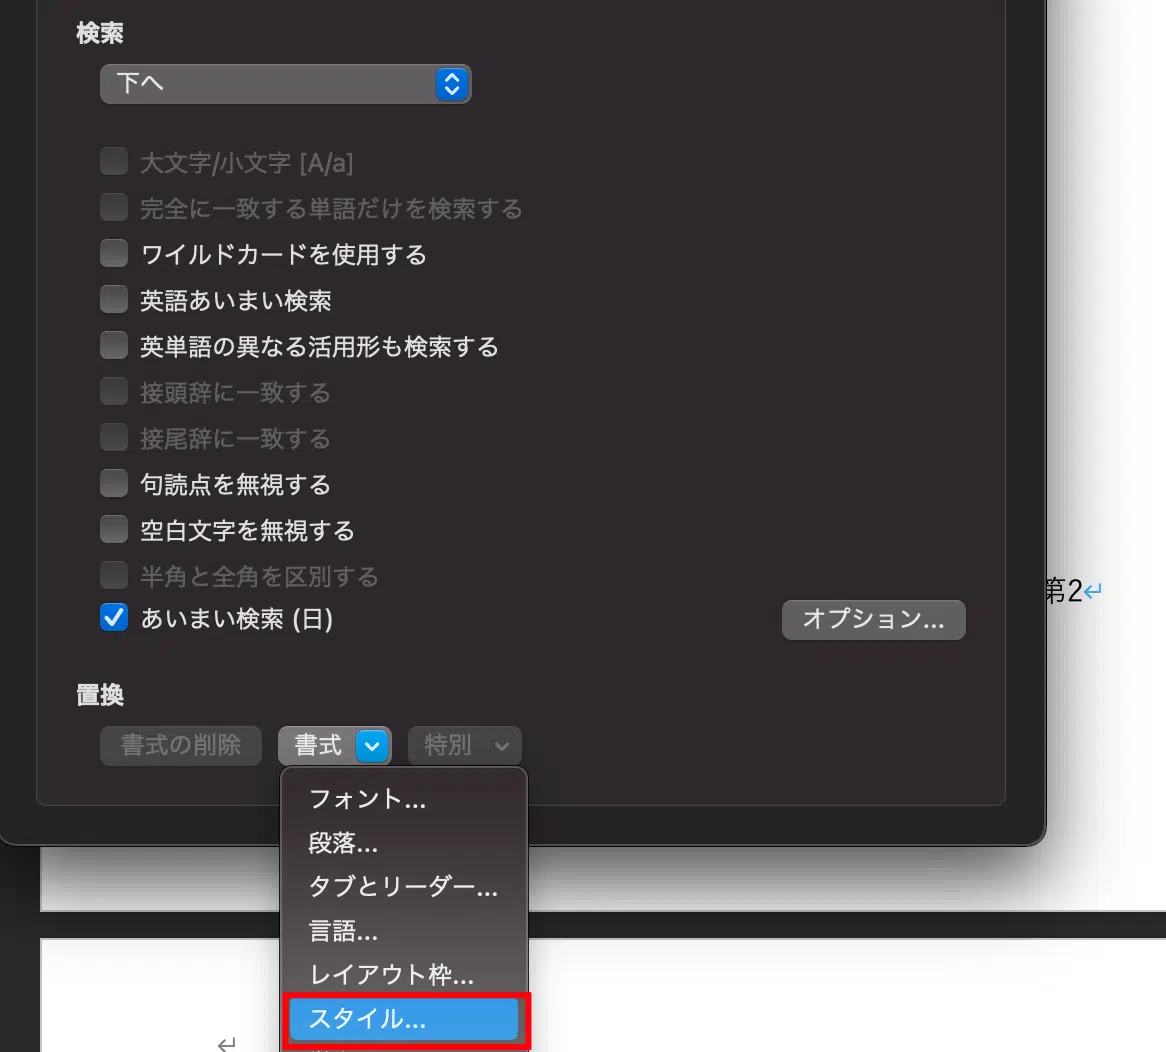 検索
下へ
大文字/小文字 [A/a]
完全に一致する単語だけを検索する
ワイルドカードを使用する
英語あいまい検索
英単語の異なる活用形も検索する
接頭辞に一致する
接尾辞に一致する
句読点を無視する
空白文字を無視する
半角と全角を区別する
第2↵
あいまい検索 (日)
オプション...
置換
書式の削除
書式
特別
フォント...
段落...
タブとリーダー...
言語...
レイアウト枠...
スタイル...
↵